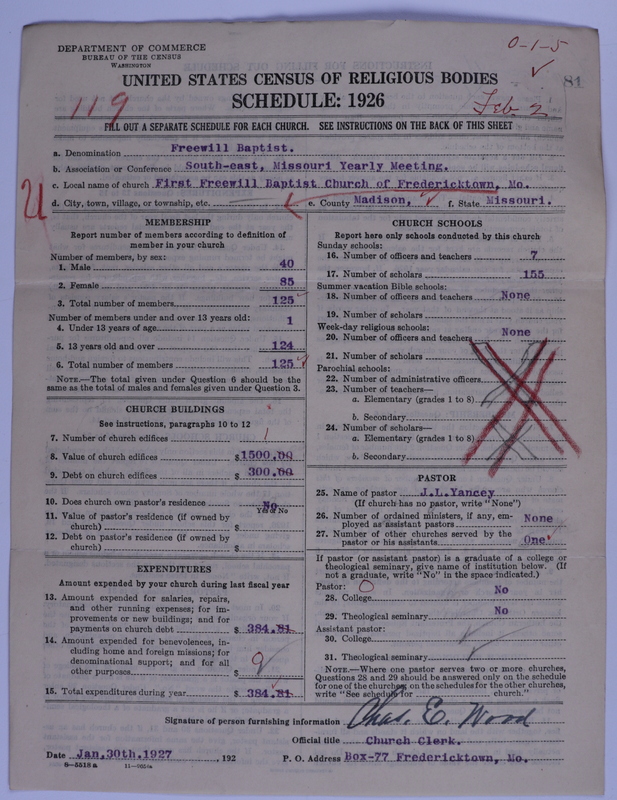 DEPARTMENT OF COMMERCE
BUREAU OF THE CENSUS
WASHINGTON
0-1-5
81
UNITED STATES CENSUS OF RELIGIOUS BODIES
119
SCHEDULE: 1926
Feb 2
FILL OUT A SEPARATE SCHEDULE FOR EACH CHURCH. SEE INSTRUCTIONS ON THE BACK OF THIS SHEET
a. Denomination Freewill Baptist.
b. Association or Conference South-east, Missouri Yearly Meeting.
c. Local name of church First Freewill Baptist Church of Fredericktown, Mo.
d. City, town, village, or township, etc. e. County Madison, f. State Missouri.
MEMBERSHIP
Report number of members according to definition of
member in your church
Number of members, by sex:
1. Male 40
2. Female 85
3. Total number of members 125
Number of members under and over 13 years old:
4. Under 13 years of age 1
5. 13 years old and over 124
6. Total number of members 125
NOTE.—The total given under Question 6 should be the
same as the total of males and females given under Question 3.
CHURCH BUILDINGS
See instructions, paragraphs 10 to 12
7. Number of church edifices 1
8. Value of church edifices $1500.00
9. Debt on church edifices $300.00
10. Does church own pastor's residence? No
Yes or No
11. Value of pastor's residence (if owned by
church) $
12. Debt on pastor's residence (if owned by
church) $
EXPENDITURES
Amount expended by your church during last fiscal year
13. Amount expended for salaries, repairs,
and other running expenses; for im-
provements or new buildings; and for
payments on church debt $ 384.81
14. Amount expended for benevolences, in-
cluding home and foreign missions; for
denominational support; and for all
other purposes $
15. Total expenditures during year $ 384.81
CHURCH SCHOOLS
Report here only schools conducted by this church
Sunday schools:
16. Number of officers and teachers 7
17. Number of scholars 155
Summer vacation Bible schools:
18. Number of officers and teachers None
19. Number of scholars
Week-day religious schools:
20. Number of officers and teachers None
21. Number of scholars
Parochial schools:
22. Number of administrative officers
23. Number of teachers—
a. Elementary (grades 1 to 8)
b. Secondary
24. Number of scholars—
a. Elementary (grades 1 to 8)
b. Secondary
PASTOR
25. Name of pastor J.L.Yancey
(If church has no pastor, write "None")
26. Number of ordained ministers, if any, em-
ployed as assistant pastors None
27. Number of other churches served by the
pastor or his assistants One
If pastor (or assistant pastor) is a graduate of a college or
theological seminary, give name of institution below. (If
not a graduate, write "No" in the space indicated.)
Pastor: 0
28. College No
29. Theological seminary No
Assistant pastor:
30. College
31. Theological seminary
NOTE.—Where one pastor serves two or more churches,
Questions 28 and 29 should be answered only on the schedule
for one of the churches; on the schedules for the other churches,
write "See schedule for church."
Signature of person furnishing information Chas. E. Wood
Official title Church Clerk.
Date Jan,30th.1927 , 192 P. O. Address Box-77 Fredericktown, Mo.
8-5518a